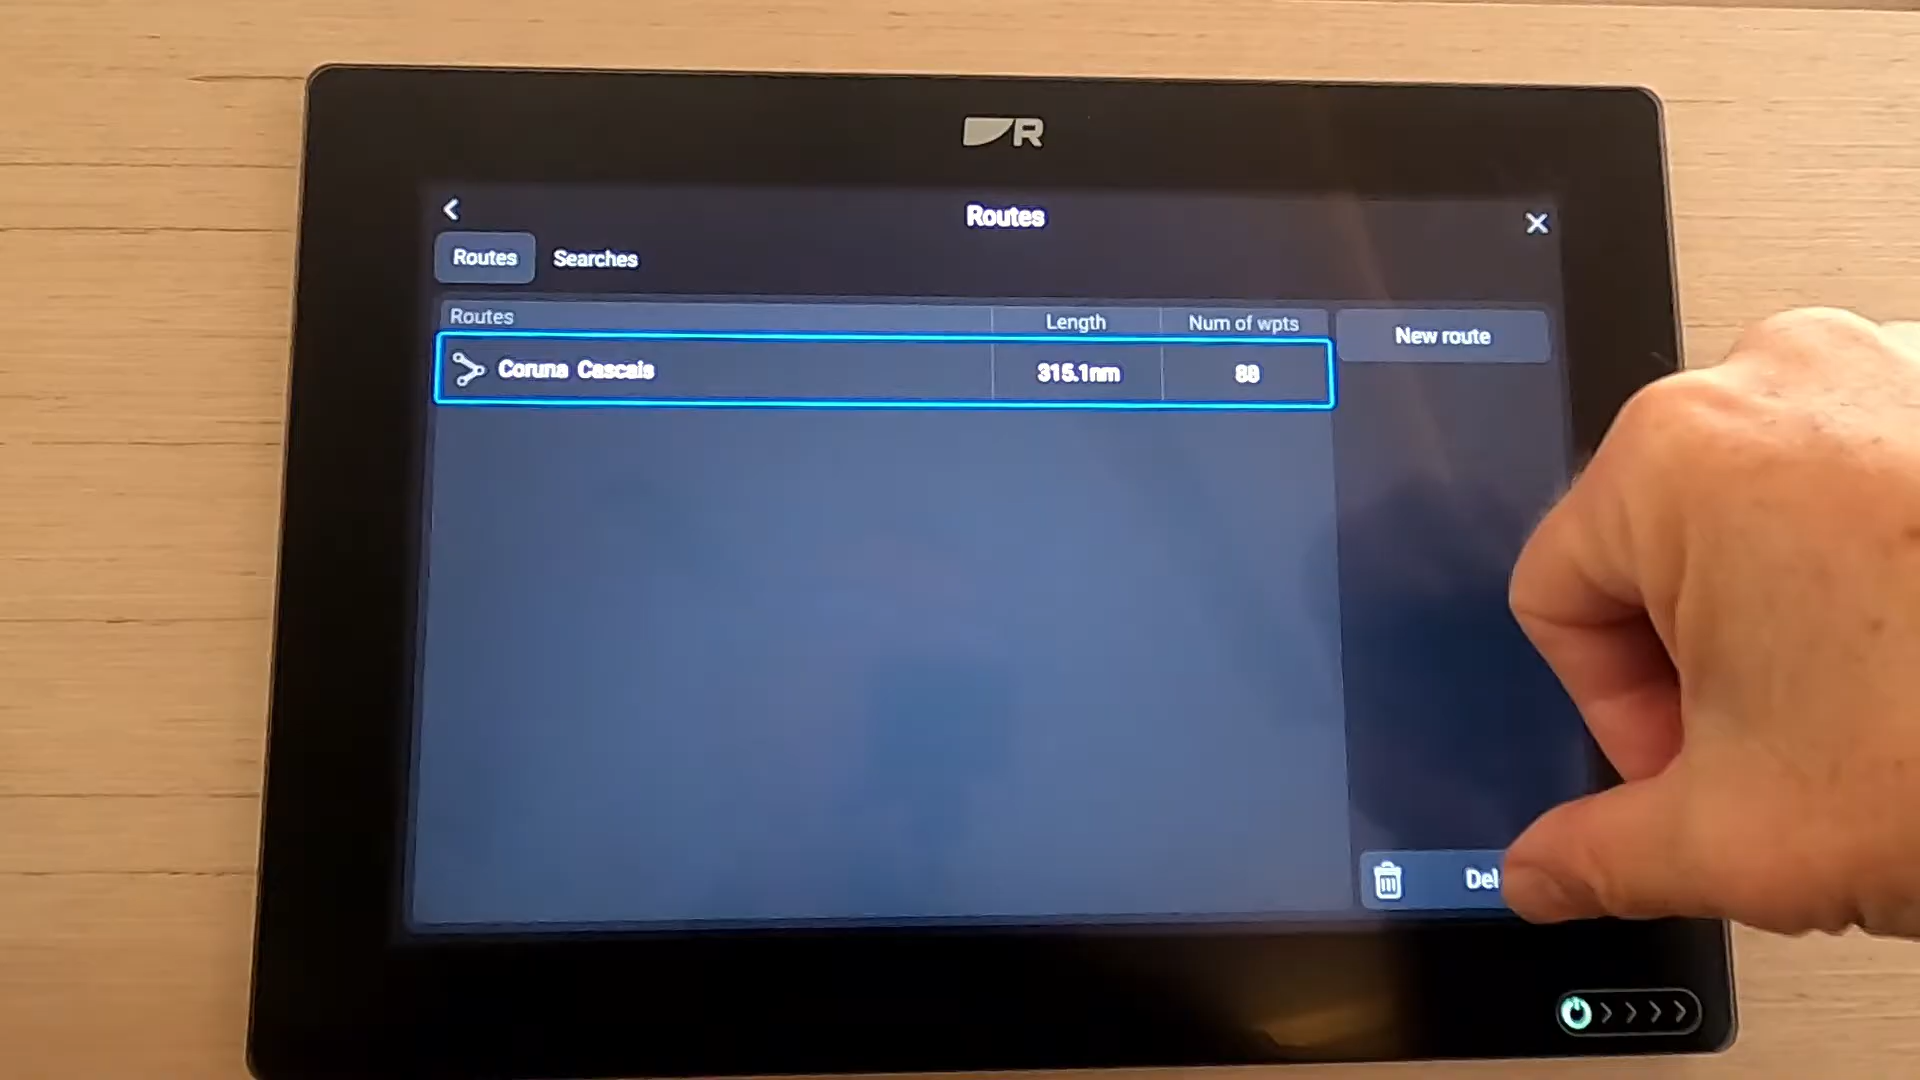 R
Routes
Routes Searches
Routes Length Num of wpts New route
Coruna Cascais 315.1nm 88
Del